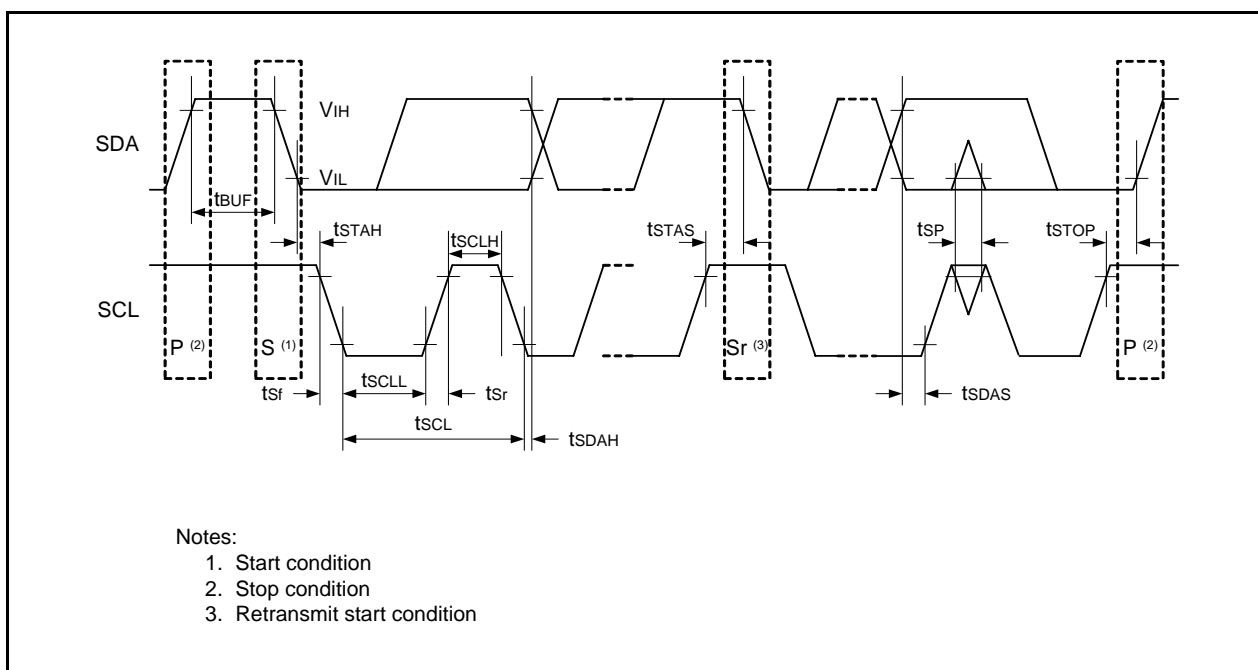 VIH
SDA
VIL
tBUF
tSTAH
tSCLH
tSTAS
tSP
tSTOP
SCL
P (2)
S (1)
Sr (3)
P (2)
tSCLL
tSf
tSr
tSDAS
tSCL
tSDAH
Notes:
1. Start condition
2. Stop condition
3. Retransmit start condition